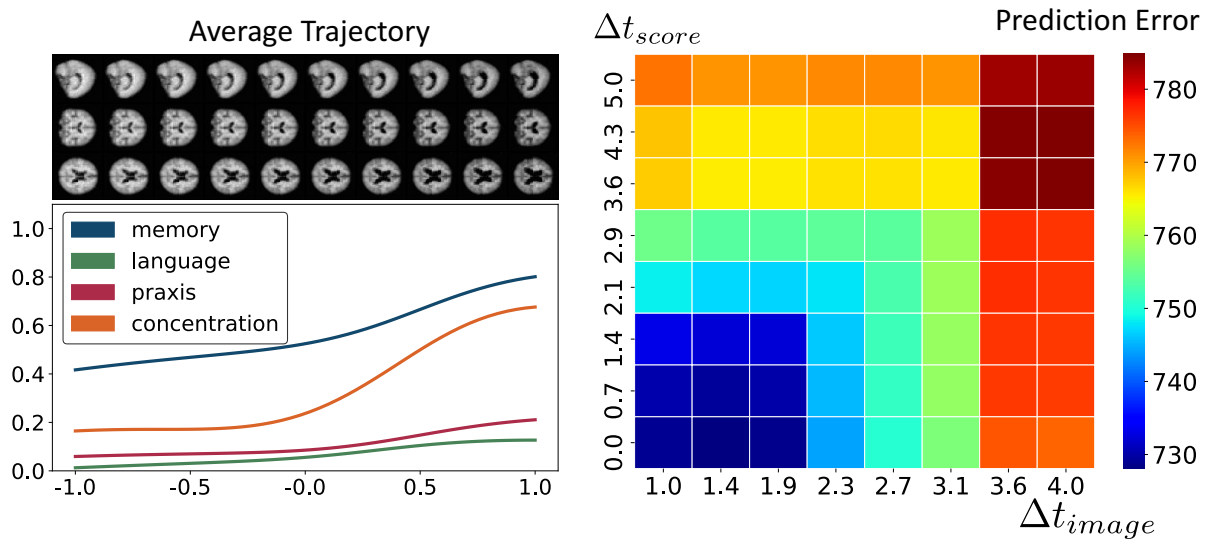 Average Trajectory
1.0
0.8
0.6
0.4
0.2
0.0
memory
language
praxis
concentration
-1.0 -0.5 -0.0 0.5 1.0
Δt_score
Prediction Error
5.0
4.3
3.6
2.9
2.1
1.4
0.7
0.0
1.0 1.4 1.9 2.3 2.7 3.1 3.6 4.0
Δt_image
780
770
760
750
740
730